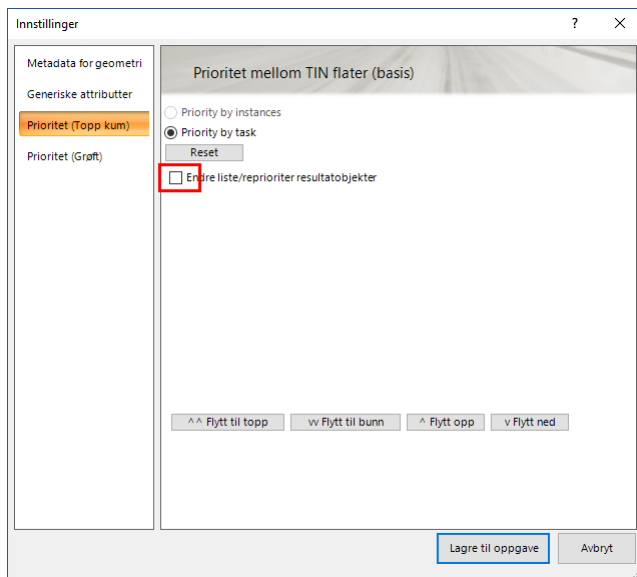 Innstillinger
?
Metadata for geometri
Generiske attributter
Prioritet (Topp kum)
Prioritet (Grøft)
Prioritet mellom TIN flater (basis)
Priority by instances
Priority by task
Reset
Endre liste/reprioriter resultatobjekter
^^ Flytt til topp
vv Flytt til bunn
^ Flytt opp
v Flytt ned
Lagre til oppgave
Avbryt